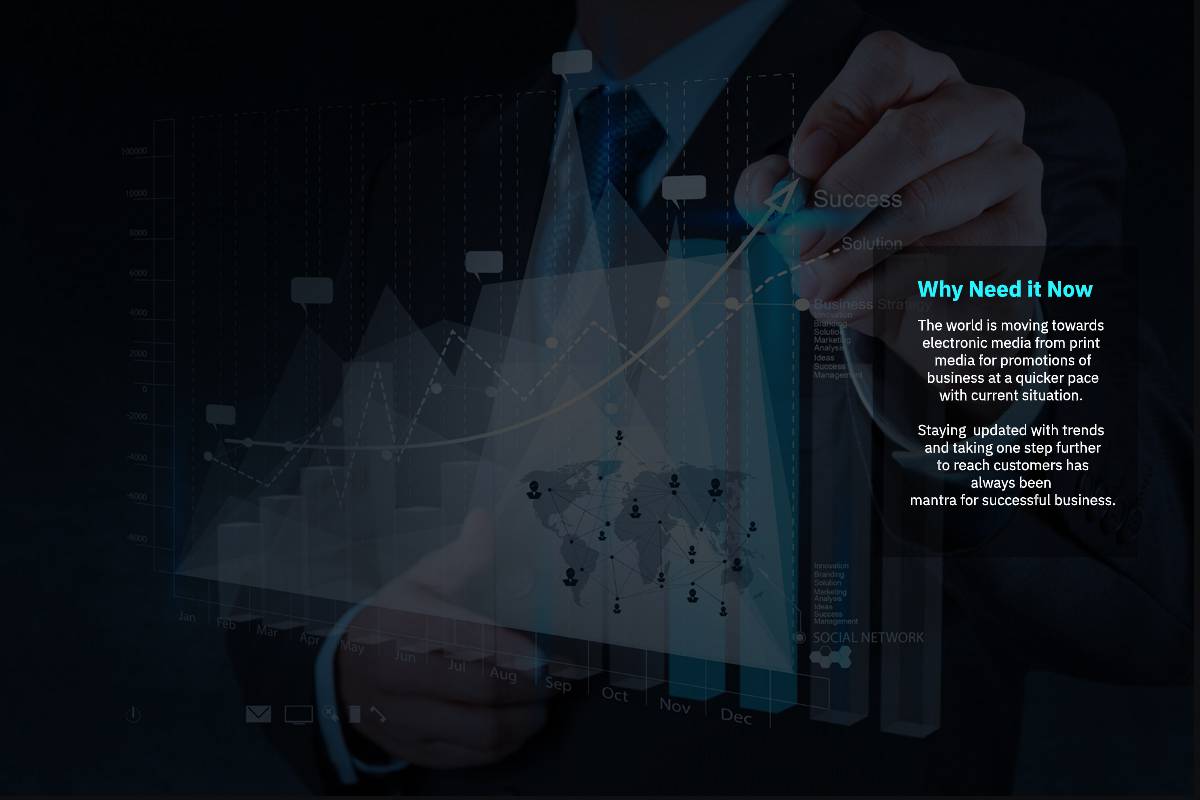 100000
10000
8000
6000
4000
2000
0
-2000
-4000
-6000
-8000
Jan
Feb
Mar
Apr
May
Jun
Jul
Aug
Sep
Oct
Nov
Dec
Success
Solution
Business Strategy
Innovation
Branding
Solution
Marketing
Analysis
Ideas
Success
Management
Why Need it Now
The world is moving towards
electronic media from print
media for promotions of
business at a quicker pace
with current situation.
Staying updated with trends
and taking one step further
to reach customers has
always been
mantra for successful business.
Innovation
Branding
Solution
Marketing
Analysis
Ideas
Success
Management
SOCIAL NETWORK